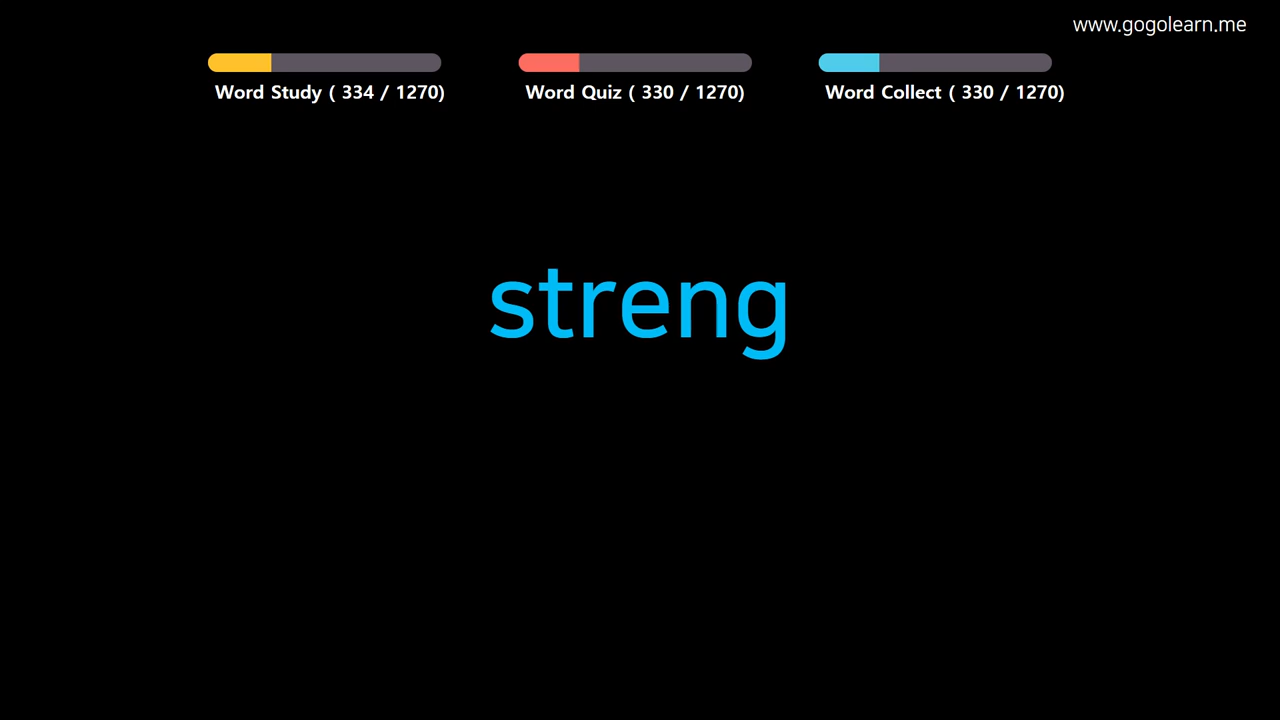 www.gogolearn.me
Word Study ( 334 / 1270)
Word Quiz ( 330 / 1270)
Word Collect ( 330 / 1270)
streng